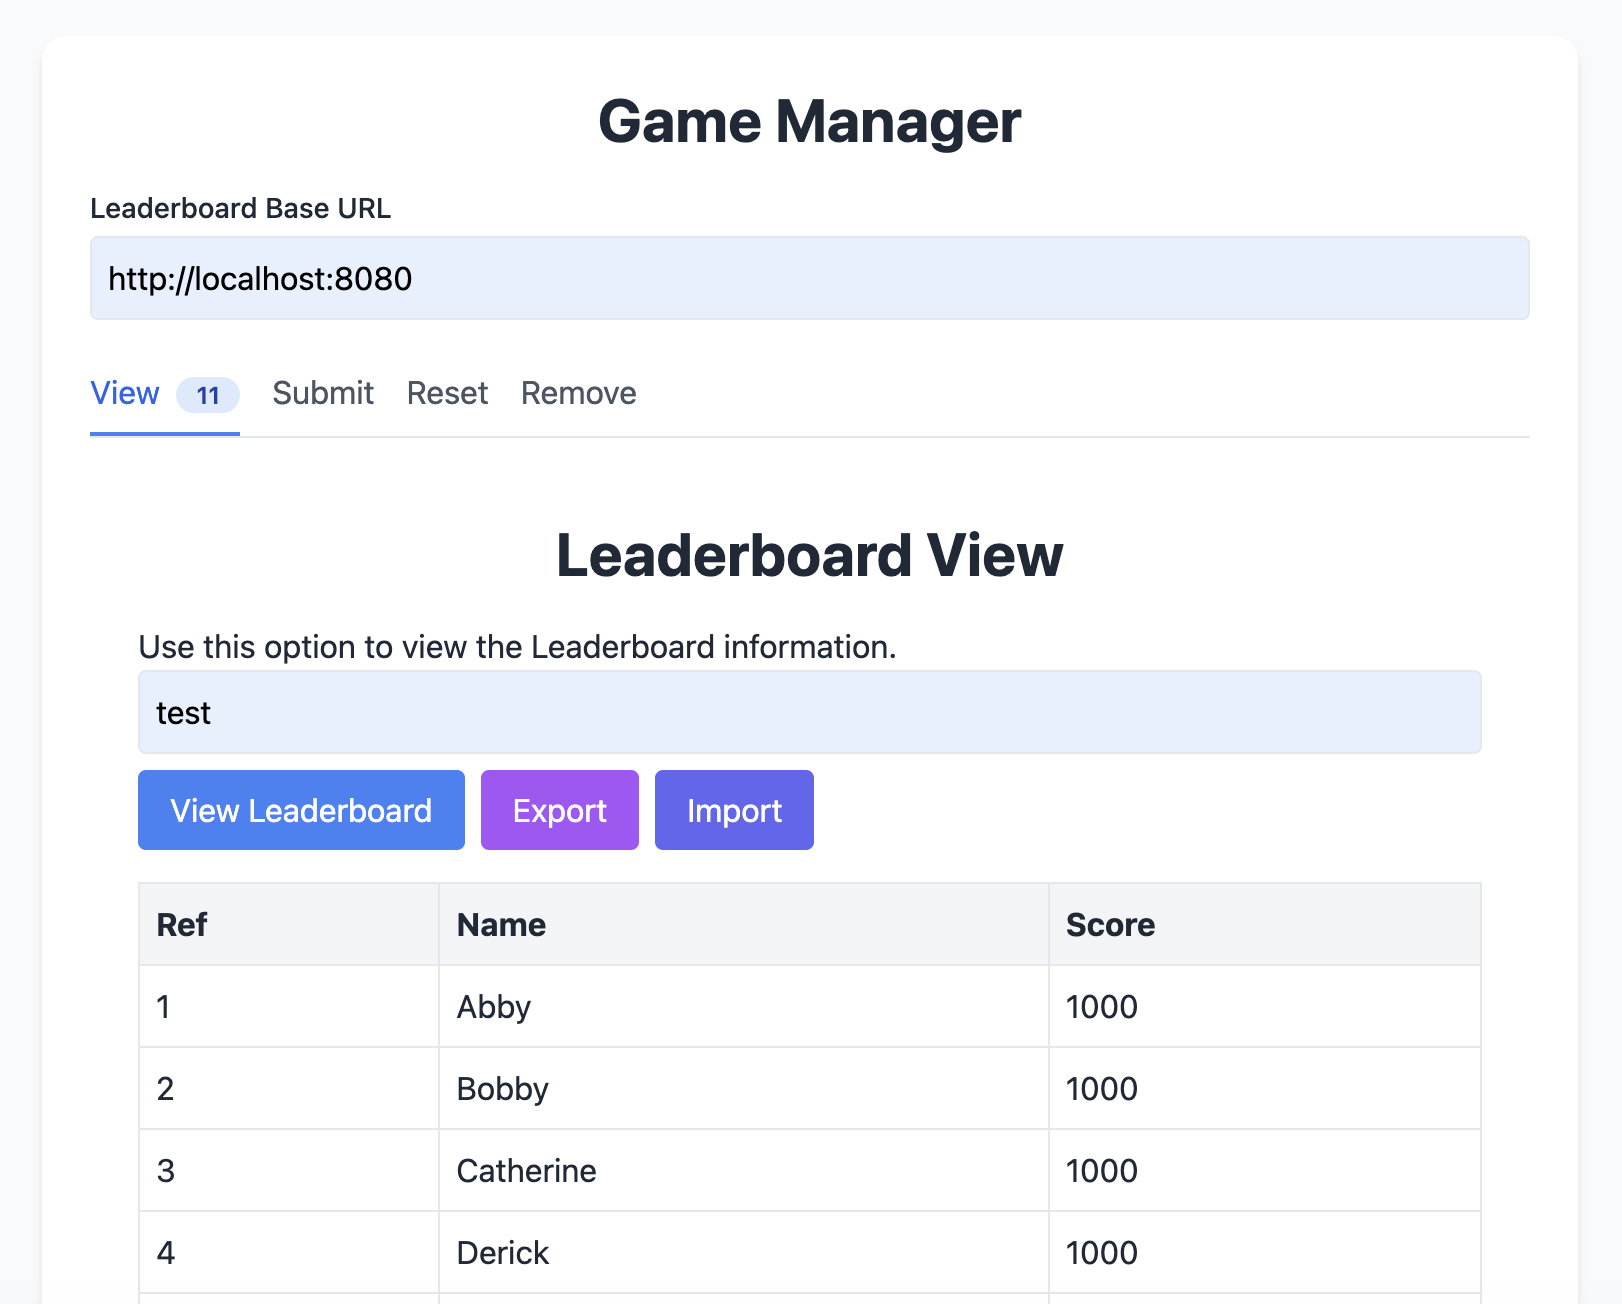 Game Manager
Leaderboard Base URL
http://localhost:8080
View 11 Submit Reset Remove
Leaderboard View
Use this option to view the Leaderboard information.
test
View Leaderboard Export Import
Ref Name Score
1 Abby 1000
2 Bobby 1000
3 Catherine 1000
4 Derick 1000